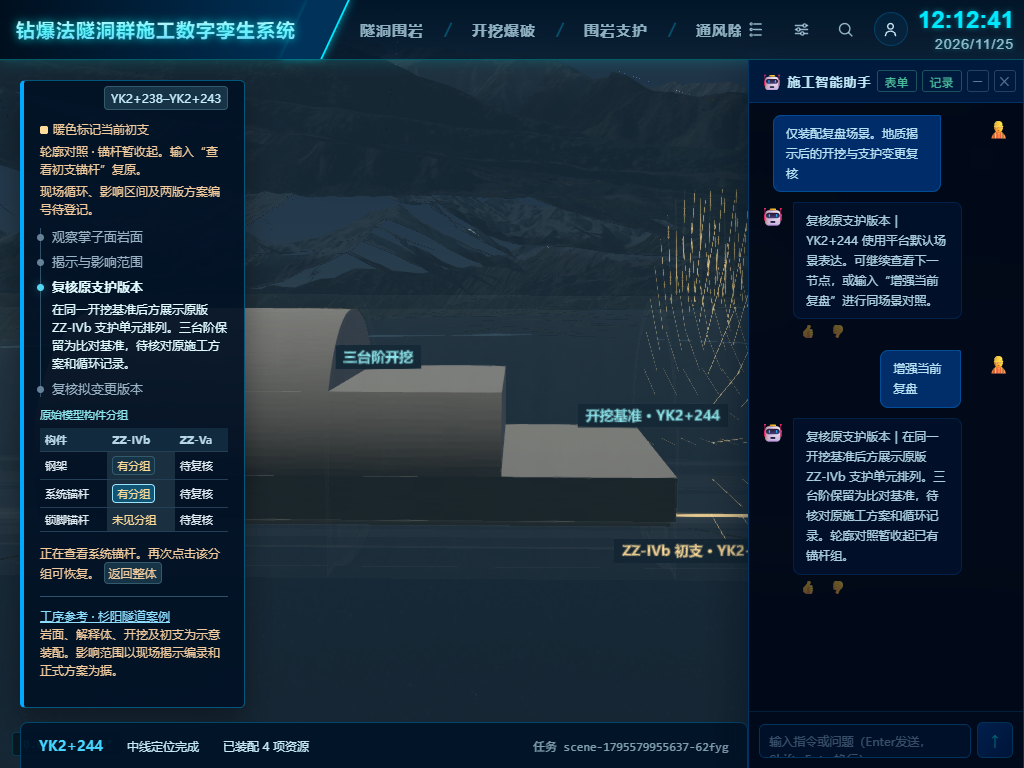 钻爆法隧洞群施工数字孪生系统
隧洞围岩 / 开挖爆破 / 围岩支护 / 通风除
12:12:41
2026/11/25
YK2+238—YK2+243
暖色标记当前初支
轮廓对照 · 锚杆暂收起。输入“查
看初支锚杆”复原。
现场循环、影响区间及两版方案编
号待登记。
观察掌子面岩面
揭示与影响范围
复核原支护版本
在同一开挖基准后方展示原版
ZZ-IVb 支护单元排列。三台阶保
留为比对基准，待核对原施工方
案和循环记录。
复核拟变更版本
原始模型构件分组
构件 ZZ-IVb ZZ-Va
钢架 有分组 待复核
系统锚杆 有分组 待复核
锁脚锚杆 未见分组 待复核
正在查看系统锚杆。再次点击该分
组可恢复。 返回整体
工序参考 · 杉阳隧道案例
岩面、解释体、开挖及初支为示意
装配。影响范围以现场揭示编录和
正式方案为据。
三台阶开挖
开挖基准 · YK2+244
ZZ-IVb 初支 · YK2-
YK2+244 中线定位完成 已装配 4 项资源 任务 scene-1795579955637-62fyg
施工智能助手 表单 记录
仅装配复盘场景。地质揭
示后的开挖与支护变更复
核
复核原支护版本 |
YK2+244 使用平台默认场
景表达。可继续查看下一
节点，或输入“增强当前
复盘”进行同场景对照。
增强当前
复盘
复核原支护版本 | 在同一
开挖基准后方展示原版
ZZ-IVb 支护单元排列。三
台阶保留为比对基准，待
核对原施工方案和循环记
录。轮廓对照暂收起已有
锚杆组。
输入指令或问题（Enter发送，